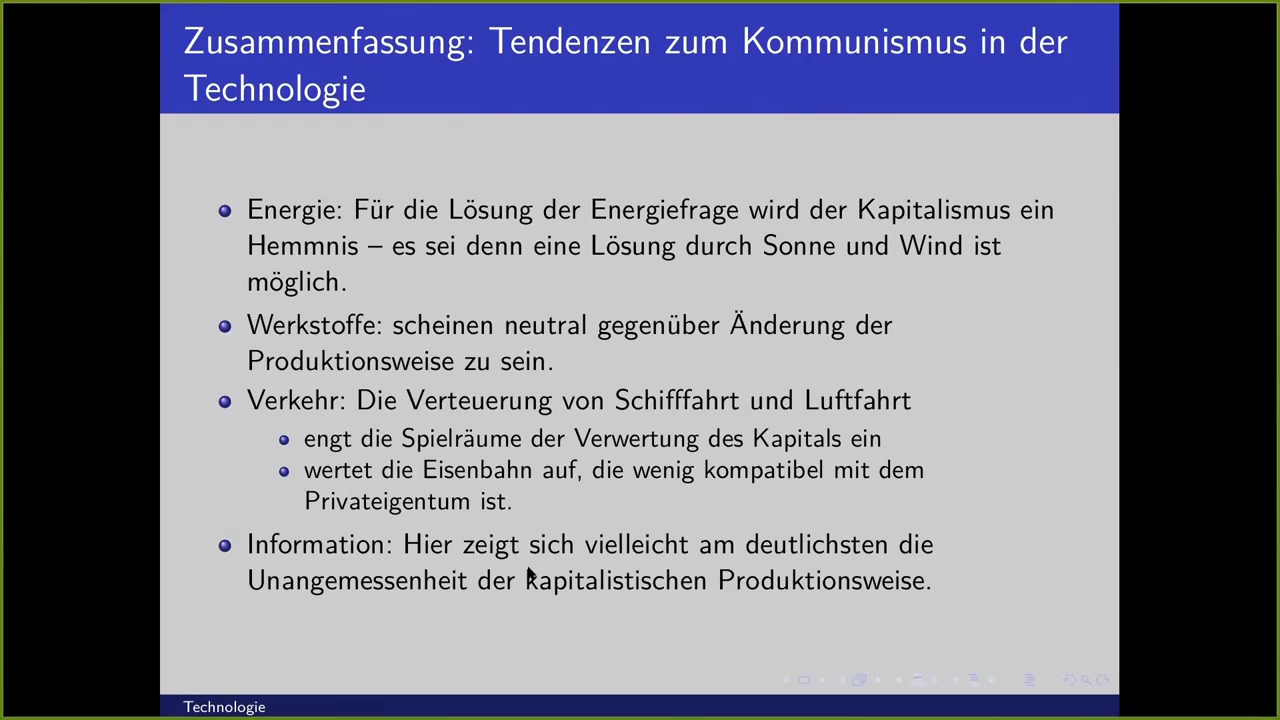 Zusammenfassung: Tendenzen zum Kommunismus in der
Technologie
Energie: Für die Lösung der Energiefrage wird der Kapitalismus ein
Hemmnis – es sei denn eine Lösung durch Sonne und Wind ist
möglich.
Werkstoffe: scheinen neutral gegenüber Änderung der
Produktionsweise zu sein.
Verkehr: Die Verteuerung von Schifffahrt und Luftfahrt
engt die Spielräume der Verwertung des Kapitals ein
wertet die Eisenbahn auf, die wenig kompatibel mit dem
Privateigentum ist.
Information: Hier zeigt sich vielleicht am deutlichsten die
Unangemessenheit der kapitalistischen Produktionsweise.
Technologie